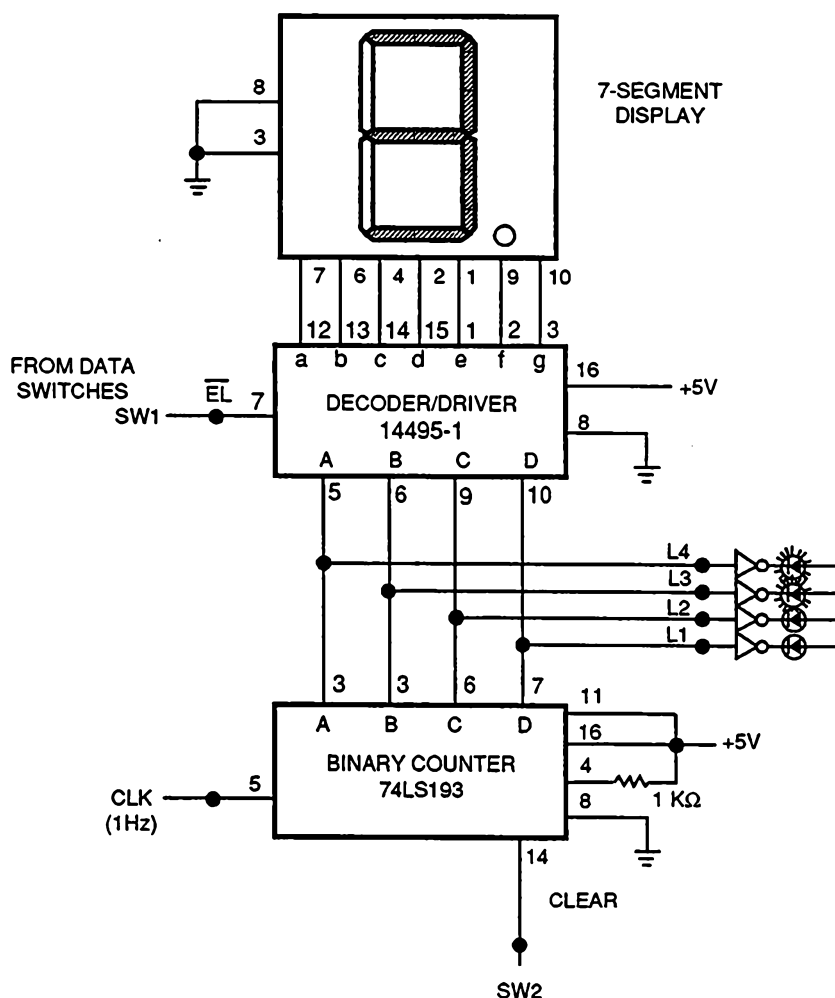 7-SEGMENT
DISPLAY
8
3
7 6 4 2 1 9 10
12 13 14 15 1 2 3
a b c d e f g
FROM DATA
SWITCHES
SW1
EL
7
DECODER/DRIVER
14495-1
16
+5V
8
A B C D
5 6 9 10
L4
L3
L2
L1
3 3 6 7
A B C D
11
16
+5V
4
1 KΩ
8
BINARY COUNTER
74LS193
CLK
(1Hz)
5
14
CLEAR
SW2